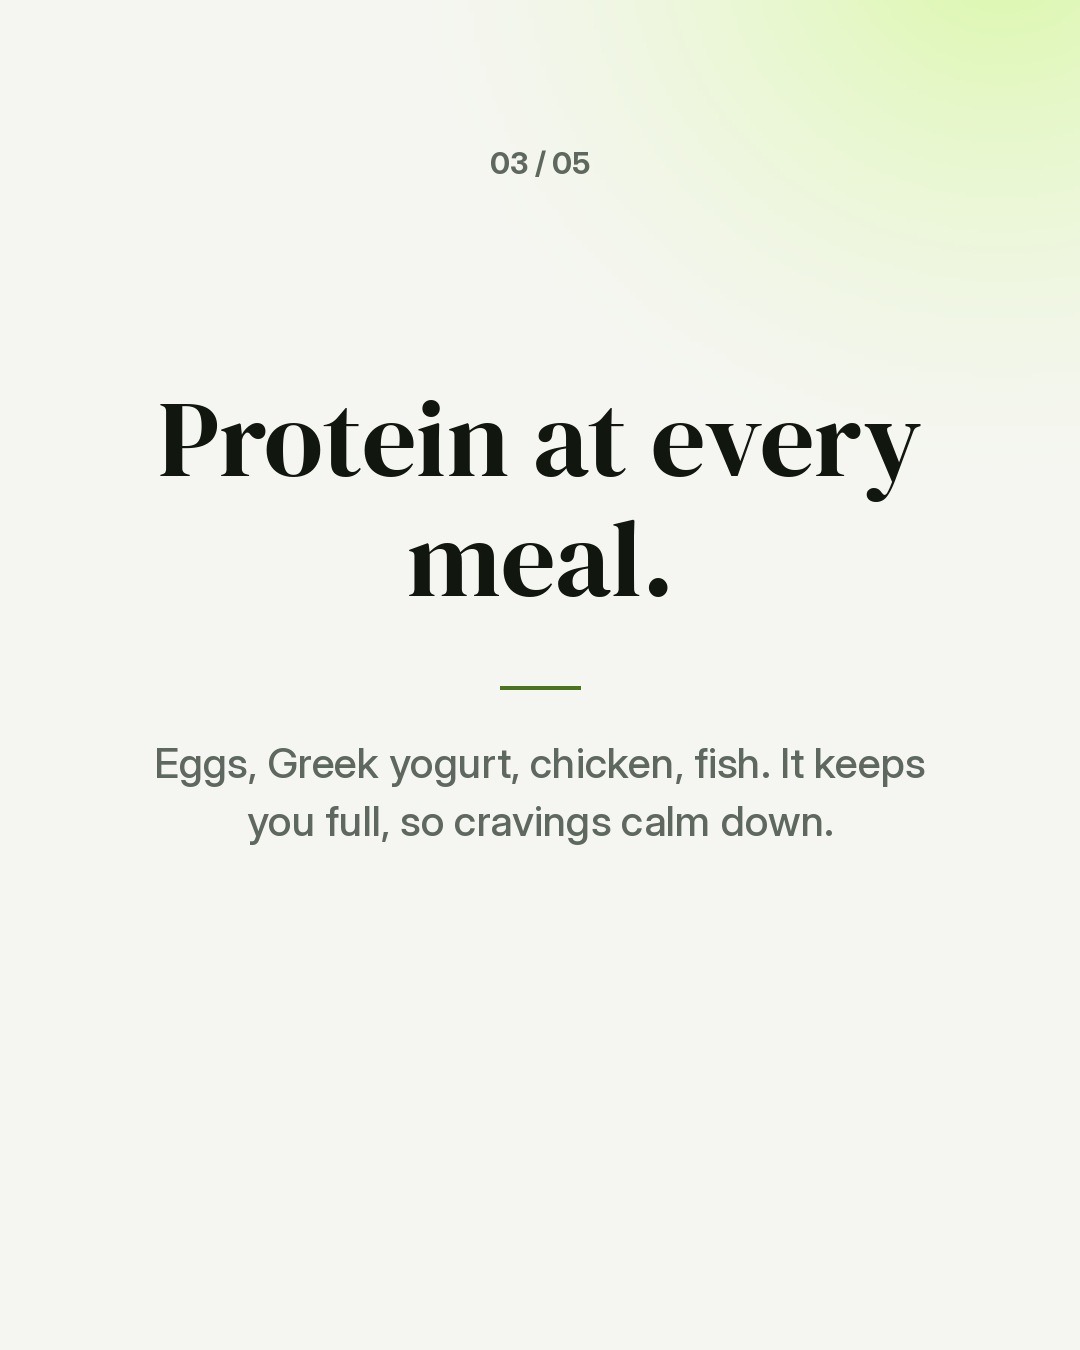 03 / 05
Protein at every
meal.
Eggs, Greek yogurt, chicken, fish. It keeps
you full, so cravings calm down.